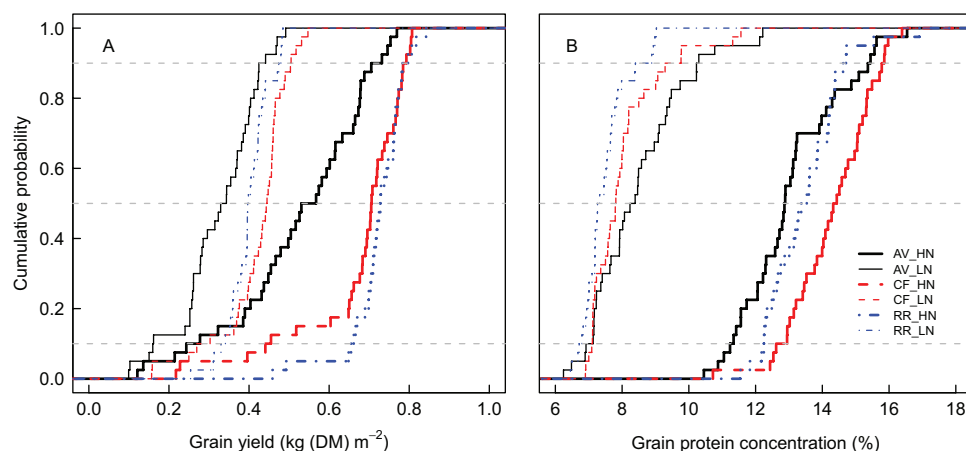 A
B
Cumulative probability
1.0
0.8
0.6
0.4
0.2
0.0
0.0 0.2 0.4 0.6 0.8 1.0
Grain yield (kg (DM) m⁻²)
6 8 10 12 14 16 18
Grain protein concentration (%)
AV_HN
AV_LN
CF_HN
CF_LN
RR_HN
RR_LN